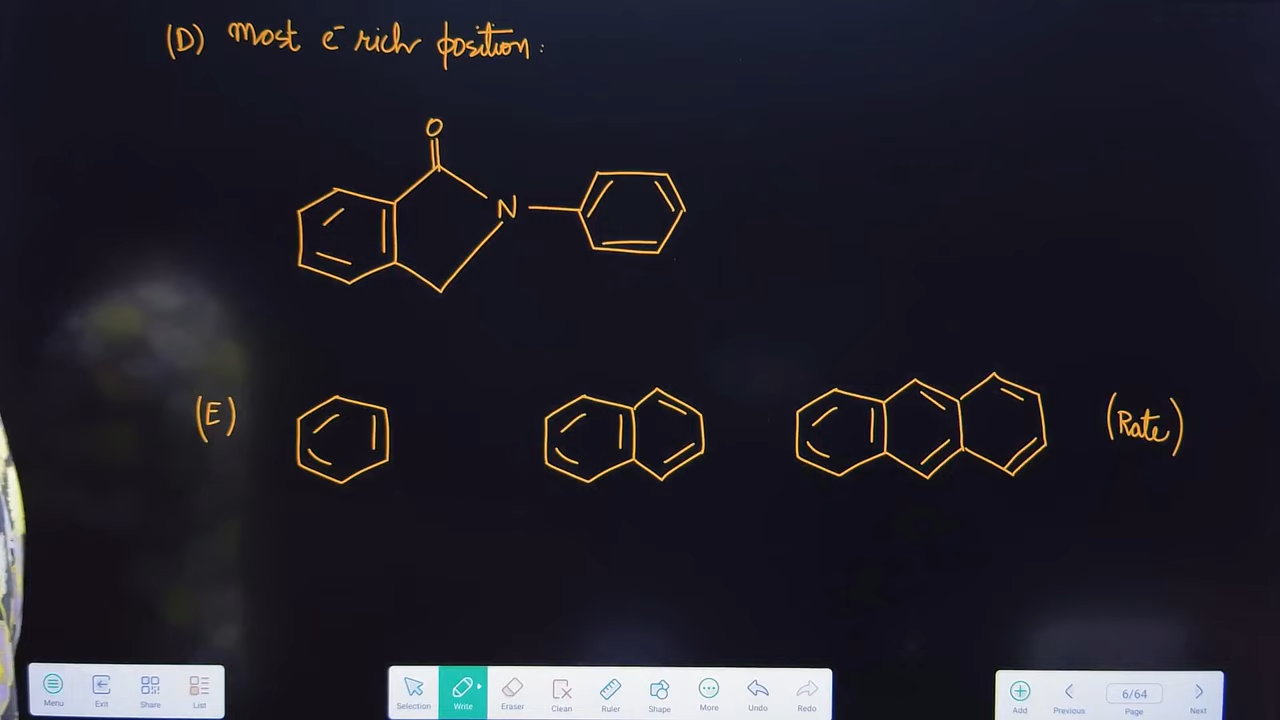 (D) Most e⁻ rich position:
O
N
(E) (Rate)
Menu Exit Share List
Selection Write Eraser Clean Ruler Shape More Undo Redo
Add Previous 6/64 Page Next